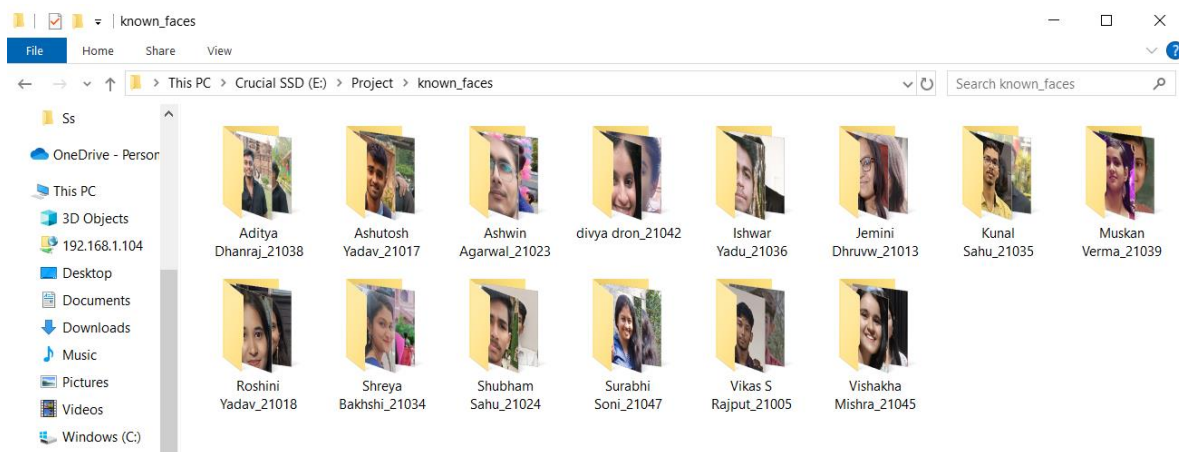 known_faces
File Home Share View
This PC > Crucial SSD (E:) > Project > known_faces
Search known_faces
Ss
OneDrive - Person
This PC
3D Objects
192.168.1.104
Desktop
Documents
Downloads
Music
Pictures
Videos
Windows (C:)
Aditya
Dhanraj_21038
Ashutosh
Yadav_21017
Ashwin
Agarwal_21023
divya dron_21042
Ishwar
Yadu_21036
Jemini
Dhruvw_21013
Kunal
Sahu_21035
Muskan
Verma_21039
Roshini
Yadav_21018
Shreya
Bakhshi_21034
Shubham
Sahu_21024
Surabhi
Soni_21047
Vikas S
Rajput_21005
Vishakha
Mishra_21045